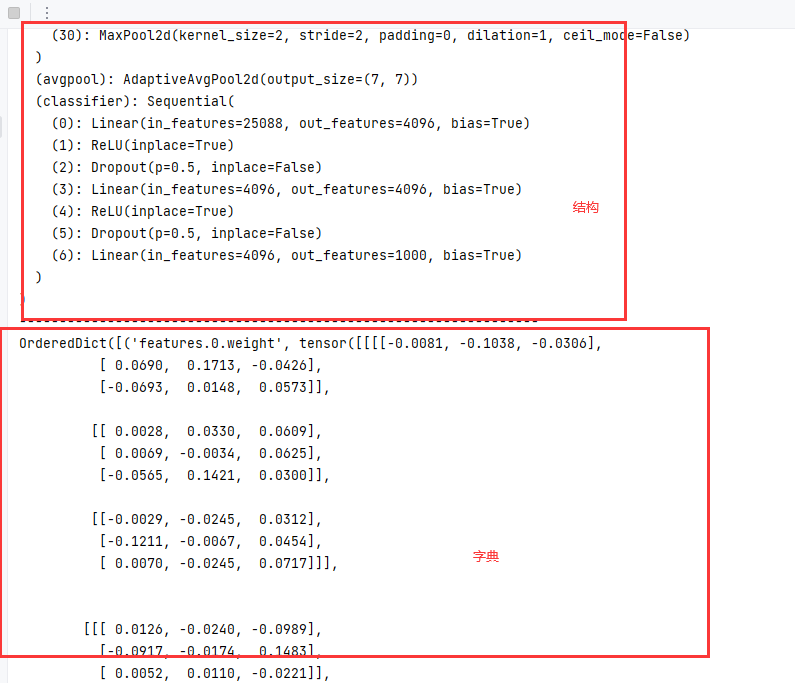 (30): MaxPool2d(kernel_size=2, stride=2, padding=0, dilation=1, ceil_mode=False)
)
(avgpool): AdaptiveAvgPool2d(output_size=(7, 7))
(classifier): Sequential(
(0): Linear(in_features=25088, out_features=4096, bias=True)
(1): ReLU(inplace=True)
(2): Dropout(p=0.5, inplace=False)
(3): Linear(in_features=4096, out_features=4096, bias=True)
结构
(4): ReLU(inplace=True)
(5): Dropout(p=0.5, inplace=False)
(6): Linear(in_features=4096, out_features=1000, bias=True)
)
)
OrderedDict([('features.0.weight', tensor([[[[-0.0081, -0.1038, -0.0306],
[ 0.0690,  0.1713, -0.0426],
[-0.0693,  0.0148,  0.0573]],
[[ 0.0028,  0.0330,  0.0609],
[ 0.0069, -0.0034,  0.0625],
[-0.0565,  0.1421,  0.0300]],
[[-0.0029, -0.0245,  0.0312],
[-0.1211, -0.0067,  0.0454],
[ 0.0070, -0.0245,  0.0717]]],
字典
[[[ 0.0126, -0.0240, -0.0989],
[-0.0917, -0.0174,  0.1483],
[ 0.0052,  0.0110, -0.0221]],